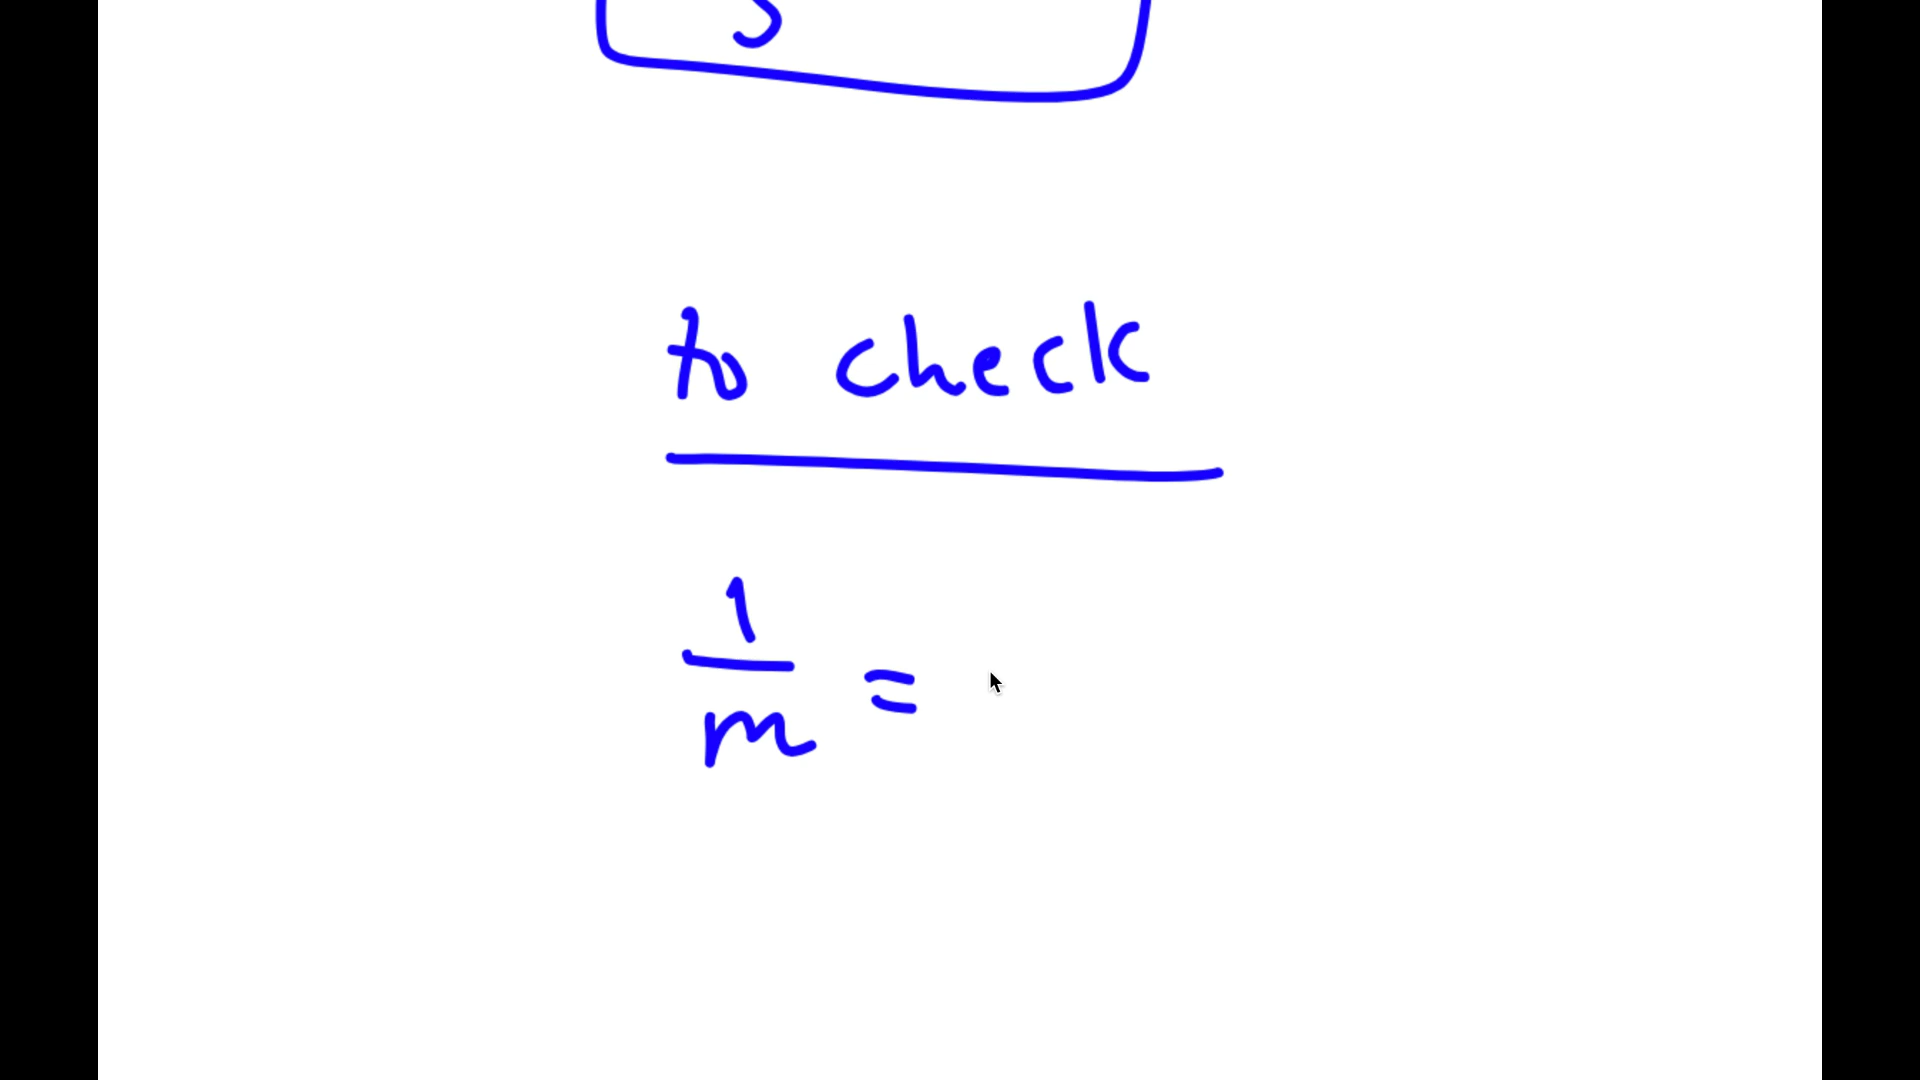 to check
1/m =